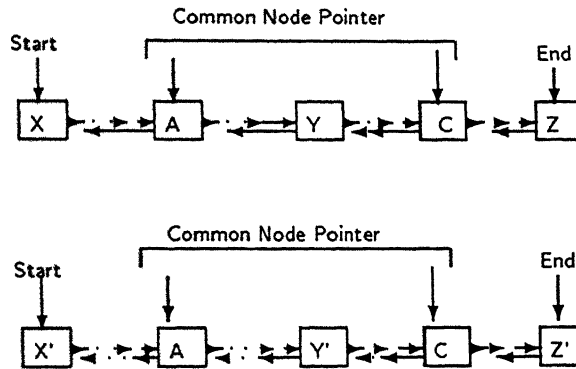 Common Node Pointer
Start
End
X A Y C Z
Common Node Pointer
Start
End
X' A Y' C Z'